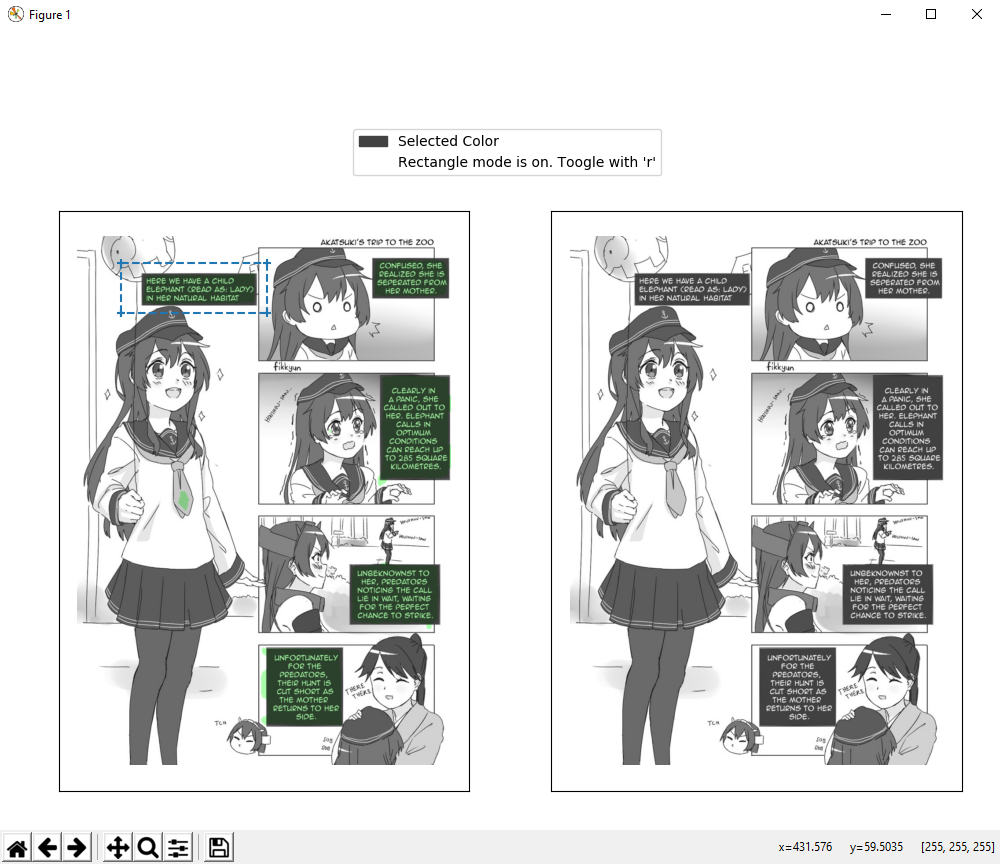 Figure 1
Selected Color
Rectangle mode is on. Toogle with 'r'
AKATSUKI'S TRIP TO THE ZOO
HERE WE HAVE A CHILD
ELEPHANT (READ AS: LADY)
IN HER NATURAL HABITAT
CONFUSED, SHE
REALIZED SHE IS
SEPERATED FROM
HER MOTHER.
fikkyun
CLEARLY IN
A PANIC, SHE
CALLED OUT TO
HER. ELEPHANT
CALLS IN
OPTIMUM
CONDITIONS
CAN REACH UP
TO 285 SQUARE
KILOMETRES.
UNBEKNOWNST TO
HER, PREDATORS
NOTICING THE CALL
LIE IN WAIT, WAITING
FOR THE PERFECT
CHANCE TO STRIKE.
UNFORTUNATELY
FOR THE
PREDATORS,
THEIR HUNT IS
CUT SHORT AS
THE MOTHER
RETURNS TO HER
SIDE.
THERE
THERE
TCH
AKATSUKI'S TRIP TO THE ZOO
HERE WE HAVE A CHILD
ELEPHANT (READ AS: LADY)
IN HER NATURAL HABITAT
CONFUSED, SHE
REALIZED SHE IS
SEPERATED FROM
HER MOTHER.
fikkyun
CLEARLY IN
A PANIC, SHE
CALLED OUT TO
HER. ELEPHANT
CALLS IN
OPTIMUM
CONDITIONS
CAN REACH UP
TO 285 SQUARE
KILOMETRES.
UNBEKNOWNST TO
HER, PREDATORS
NOTICING THE CALL
LIE IN WAIT, WAITING
FOR THE PERFECT
CHANCE TO STRIKE.
UNFORTUNATELY
FOR THE
PREDATORS,
THEIR HUNT IS
CUT SHORT AS
THE MOTHER
RETURNS TO HER
SIDE.
THERE
THERE
TCH
x=431.576 y=59.5035 [255, 255, 255]